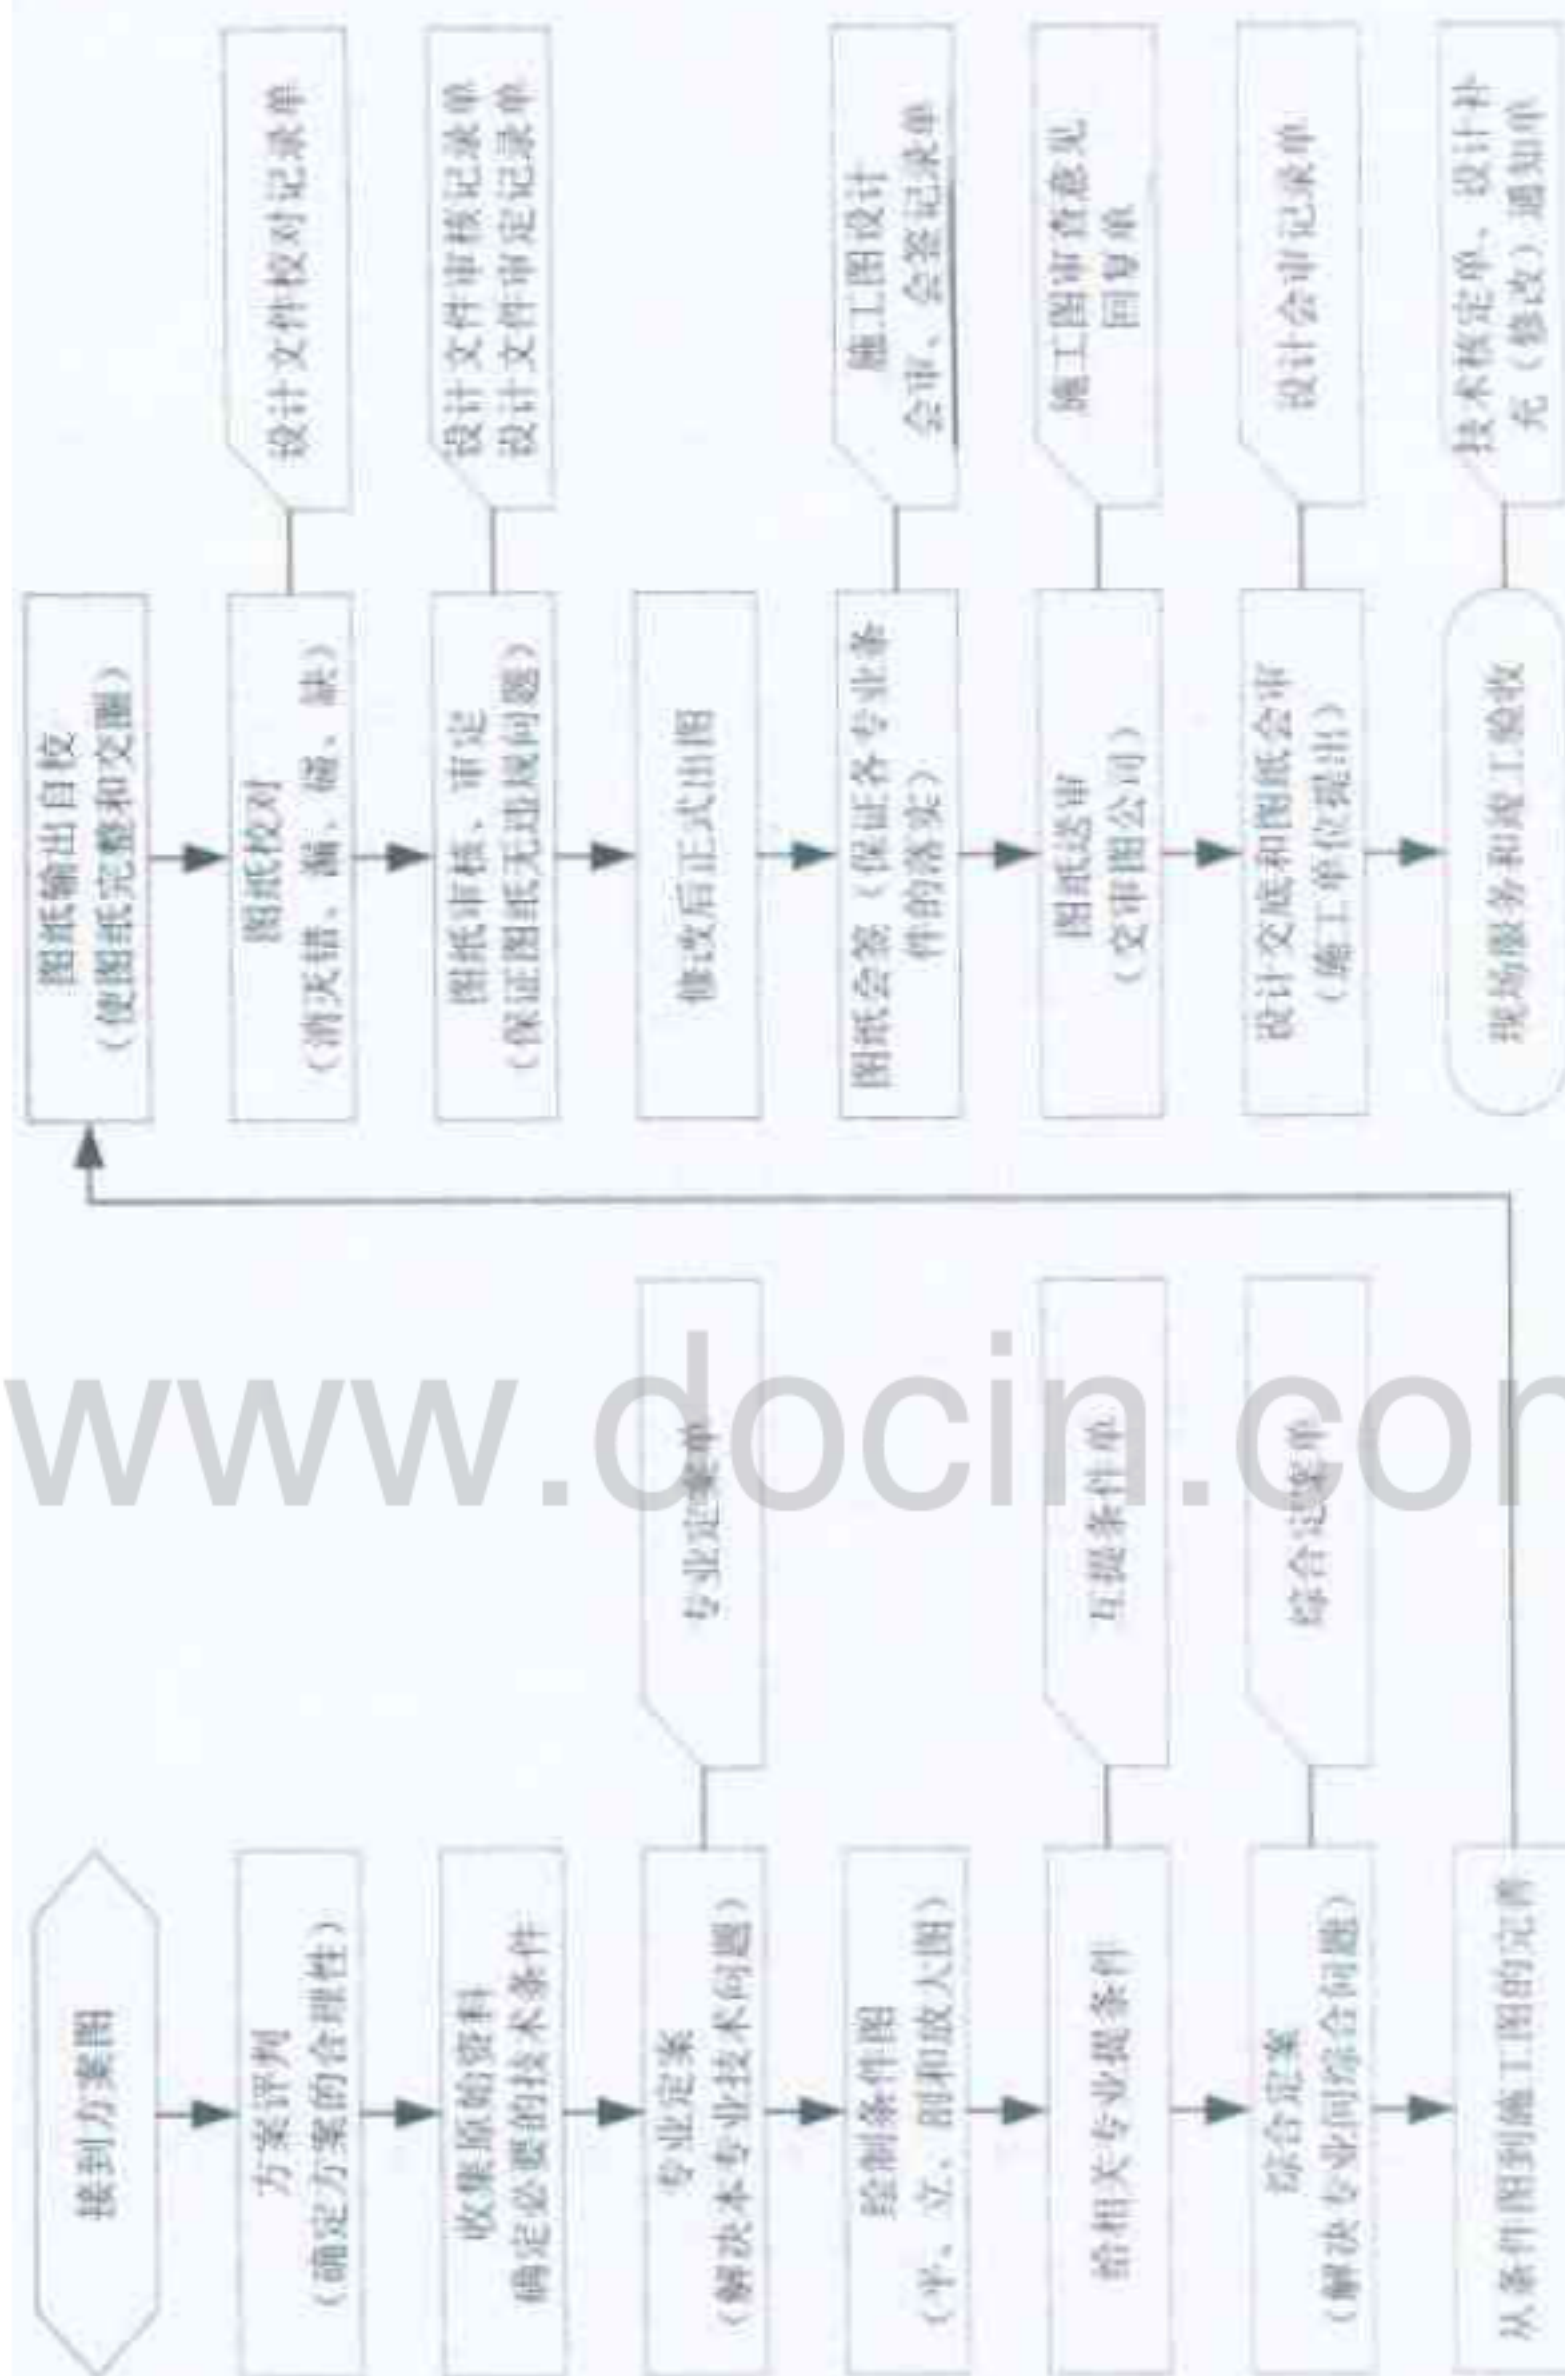 接到方案图
方案评判
（确定方案的合理性）
收集原始资料
确定必要的技术条件
专业定案
（解决本专业技术问题）
专业定案单
绘制条件图
（平、立、剖和放大图）
给相关专业提条件
互提条件单
综合定案
（解决专业间综合问题）
综合定案单
从条件图到施工图的完善
图纸输出自校
（使图纸完整和交圈）
图纸校对
（消灭错、漏、碰、缺）
设计文件校对记录单
图纸审核、审定
（保证图纸无违规问题）
设计文件审核记录单
设计文件审定记录单
修改后正式出图
图纸会签（保证各专业条
件的落实）
施工图设计
会审、会签记录单
图纸送审
（交审图公司）
施工图审查意见
回复单
设计交底和图纸会审
（施工单位提出）
设计会审记录单
现场服务和竣工验收
技术核定单、设计补
充（修改）通知单
www.docin.com